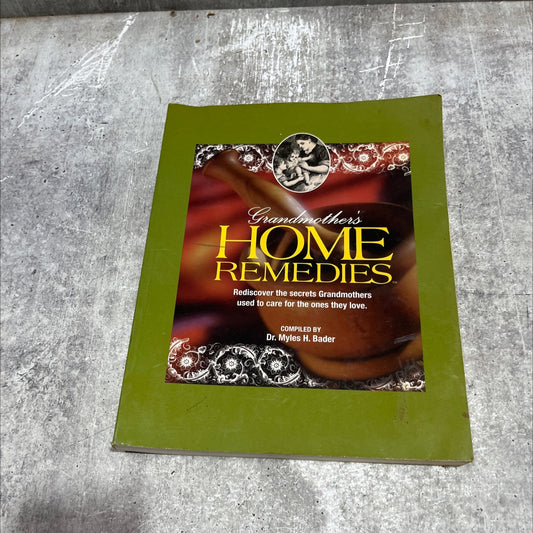 Grandmother's
HOME
REMEDIES™
Rediscover the secrets Grandmothers
used to care for the ones they love.
COMPILED BY
Dr. Myles H. Bader